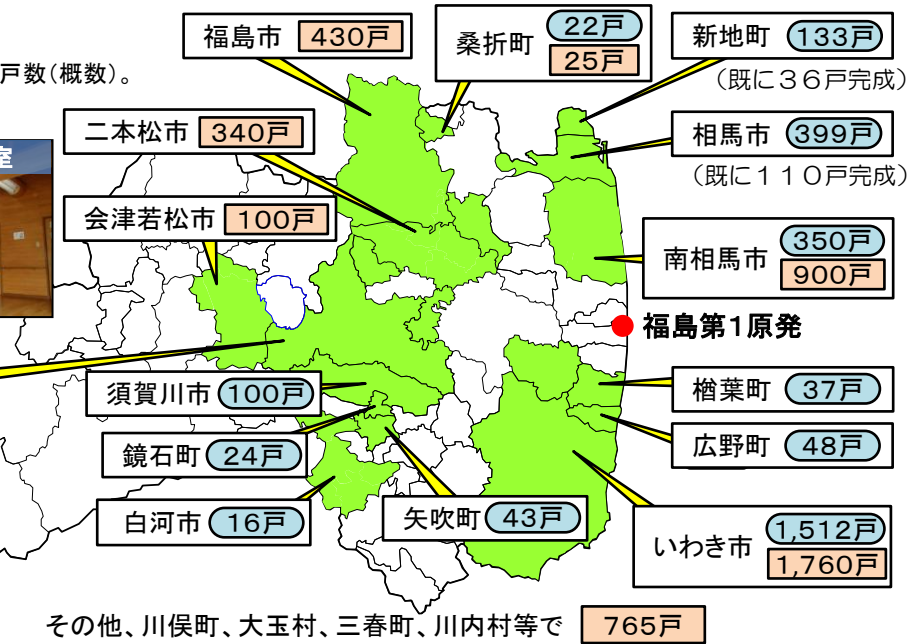 福島市 430戸
桑折町 22戸
25戸
新地町 133戸
(既に３６戸完成)
戸数(概数)。
二本松市 340戸
相馬市 399戸
(既に１１０戸完成)
室
会津若松市 100戸
南相馬市 350戸
900戸
福島第1原発
須賀川市 100戸
楢葉町 37戸
鏡石町 24戸
広野町 48戸
白河市 16戸
矢吹町 43戸
いわき市 1,512戸
1,760戸
その他、川俣町、大玉村、三春町、川内村等で 765戸